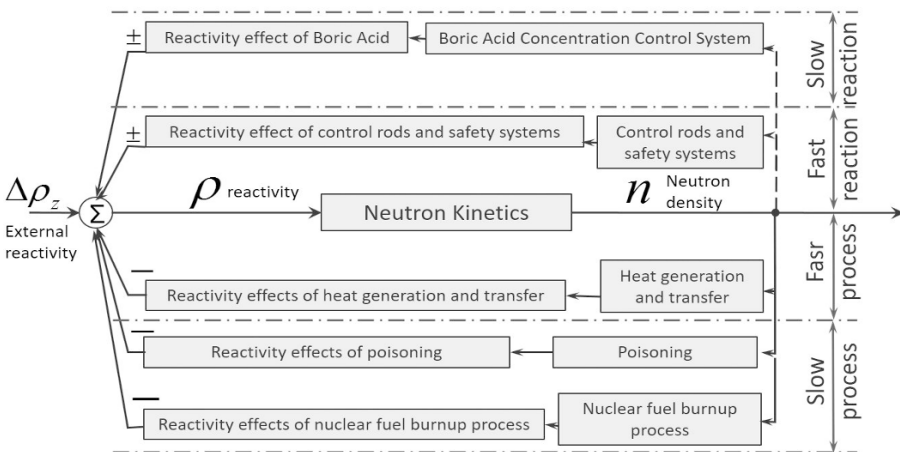 ±
Reactivity effect of Boric Acid
Boric Acid Concentration Control System
Slow
reaction
±
Reactivity effect of control rods and safety systems
Control rods and
safety systems
Fast
reaction
Δρz
External
reactivity
Σ
ρ reactivity
Neutron Kinetics
n Neutron
density
—
Reactivity effects of heat generation and transfer
Heat generation
and transfer
Fasr
process
—
Reactivity effects of poisoning
Poisoning
Slow
process
—
Reactivity effects of nuclear fuel burnup process
Nuclear fuel burnup
process